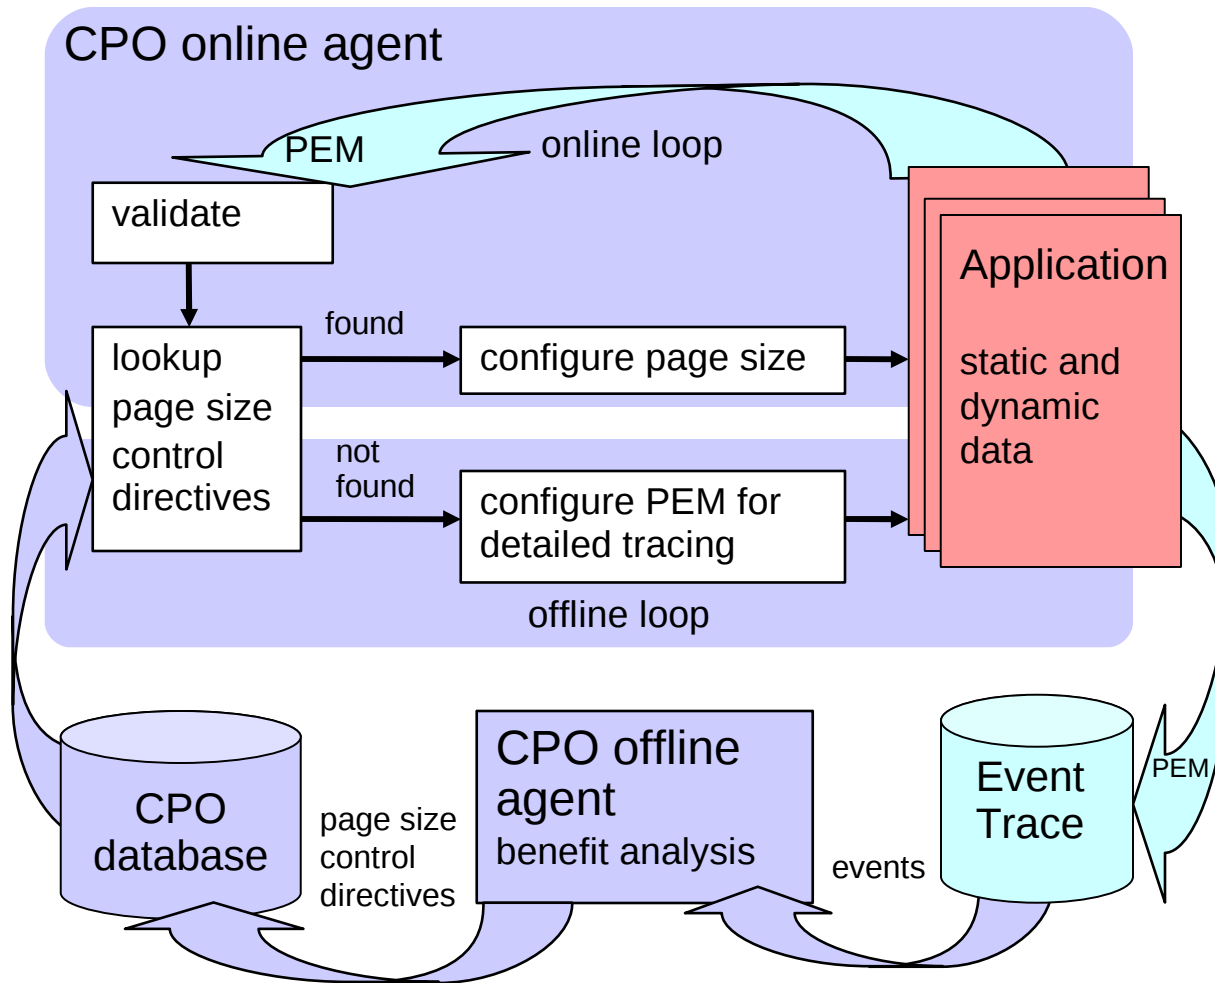 CPO online agent
PEM
online loop
validate
Application
static and
dynamic
data
found
lookup
page size
control
directives
configure page size
not
found
configure PEM for
detailed tracing
offline loop
CPO
database
page size
control
directives
CPO offline
agent
benefit analysis
events
Event
Trace
PEM